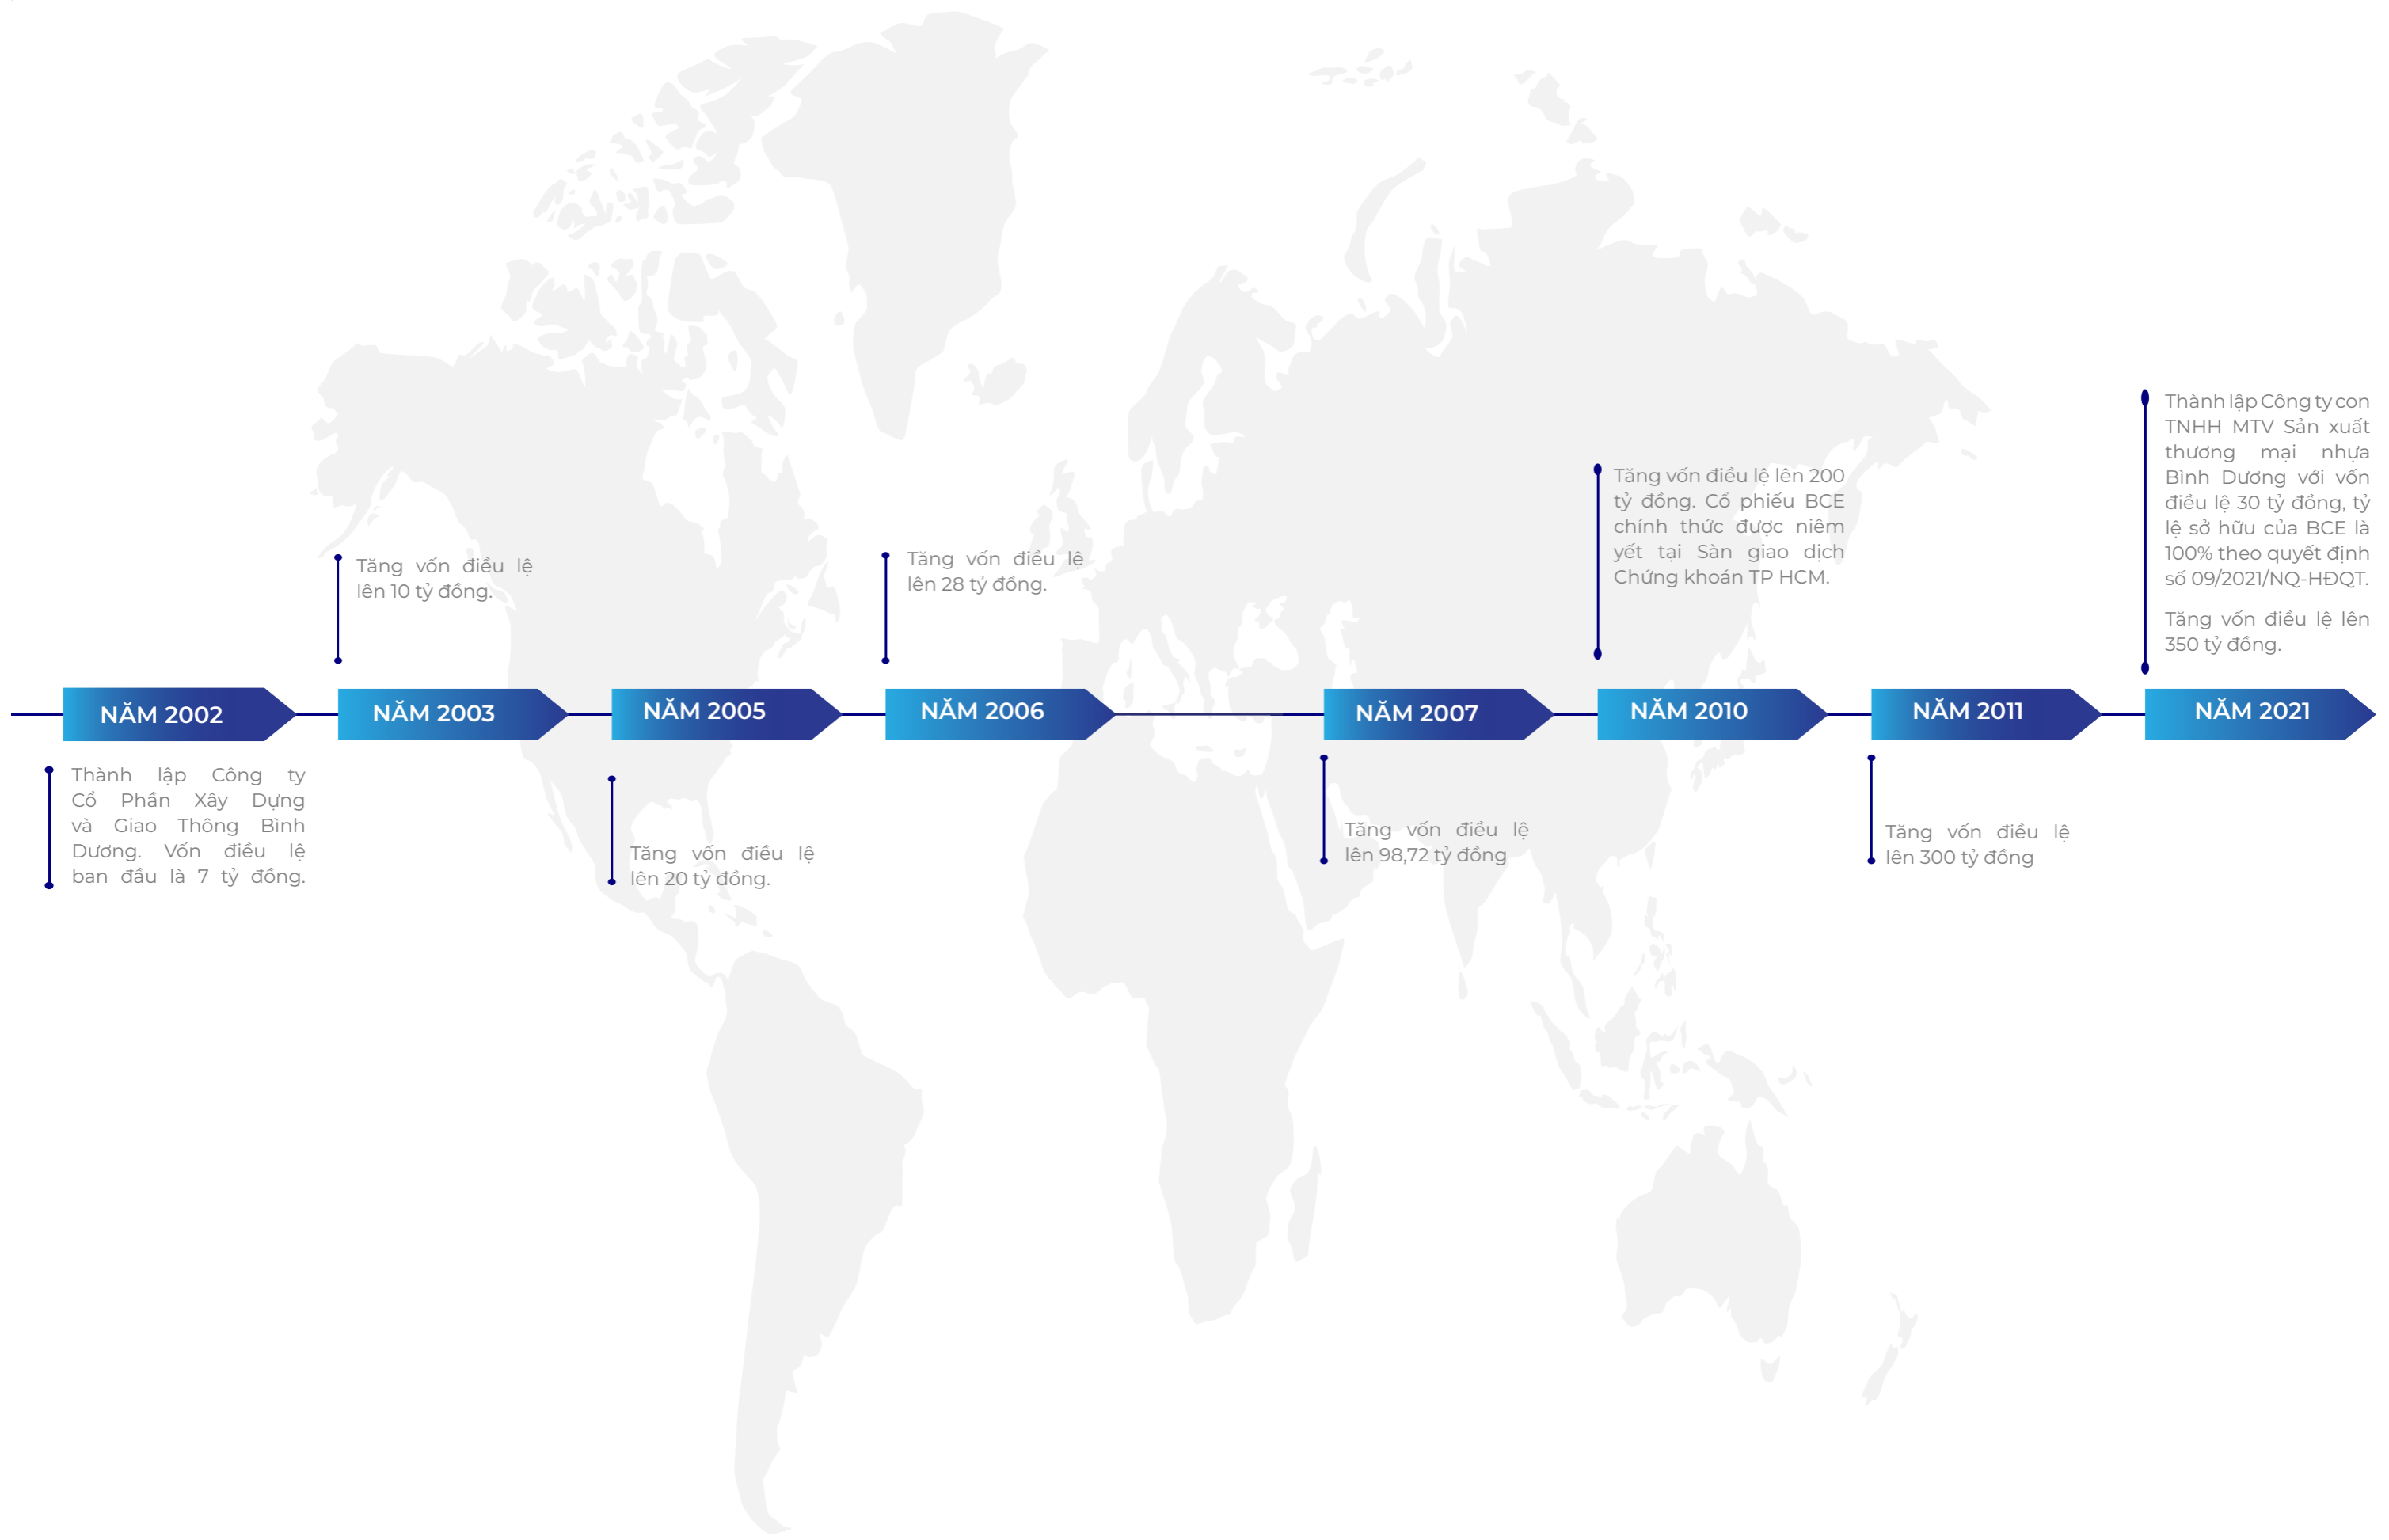 NĂM 2002
Thành lập Công ty
Cổ Phần Xây Dựng
và Giao Thông Bình
Dương. Vốn điều lệ
ban đầu là 7 tỷ đồng.
NĂM 2003
Tăng vốn điều lệ
lên 10 tỷ đồng.
NĂM 2005
Tăng vốn điều lệ
lên 20 tỷ đồng.
NĂM 2006
Tăng vốn điều lệ
lên 28 tỷ đồng.
NĂM 2007
Tăng vốn điều lệ
lên 98,72 tỷ đồng
NĂM 2010
Tăng vốn điều lệ lên 200
tỷ đồng. Cổ phiếu BCE
chính thức được niêm
yết tại Sàn giao dịch
Chứng khoán TP HCM.
NĂM 2011
Tăng vốn điều lệ
lên 300 tỷ đồng
NĂM 2021
Thành lập Công ty con
TNHH MTV Sản xuất
thương mại nhựa
Bình Dương với vốn
điều lệ 30 tỷ đồng, tỷ
lệ sở hữu của BCE là
100% theo quyết định
số 09/2021/NQ-HĐQT.
Tăng vốn điều lệ lên
350 tỷ đồng.